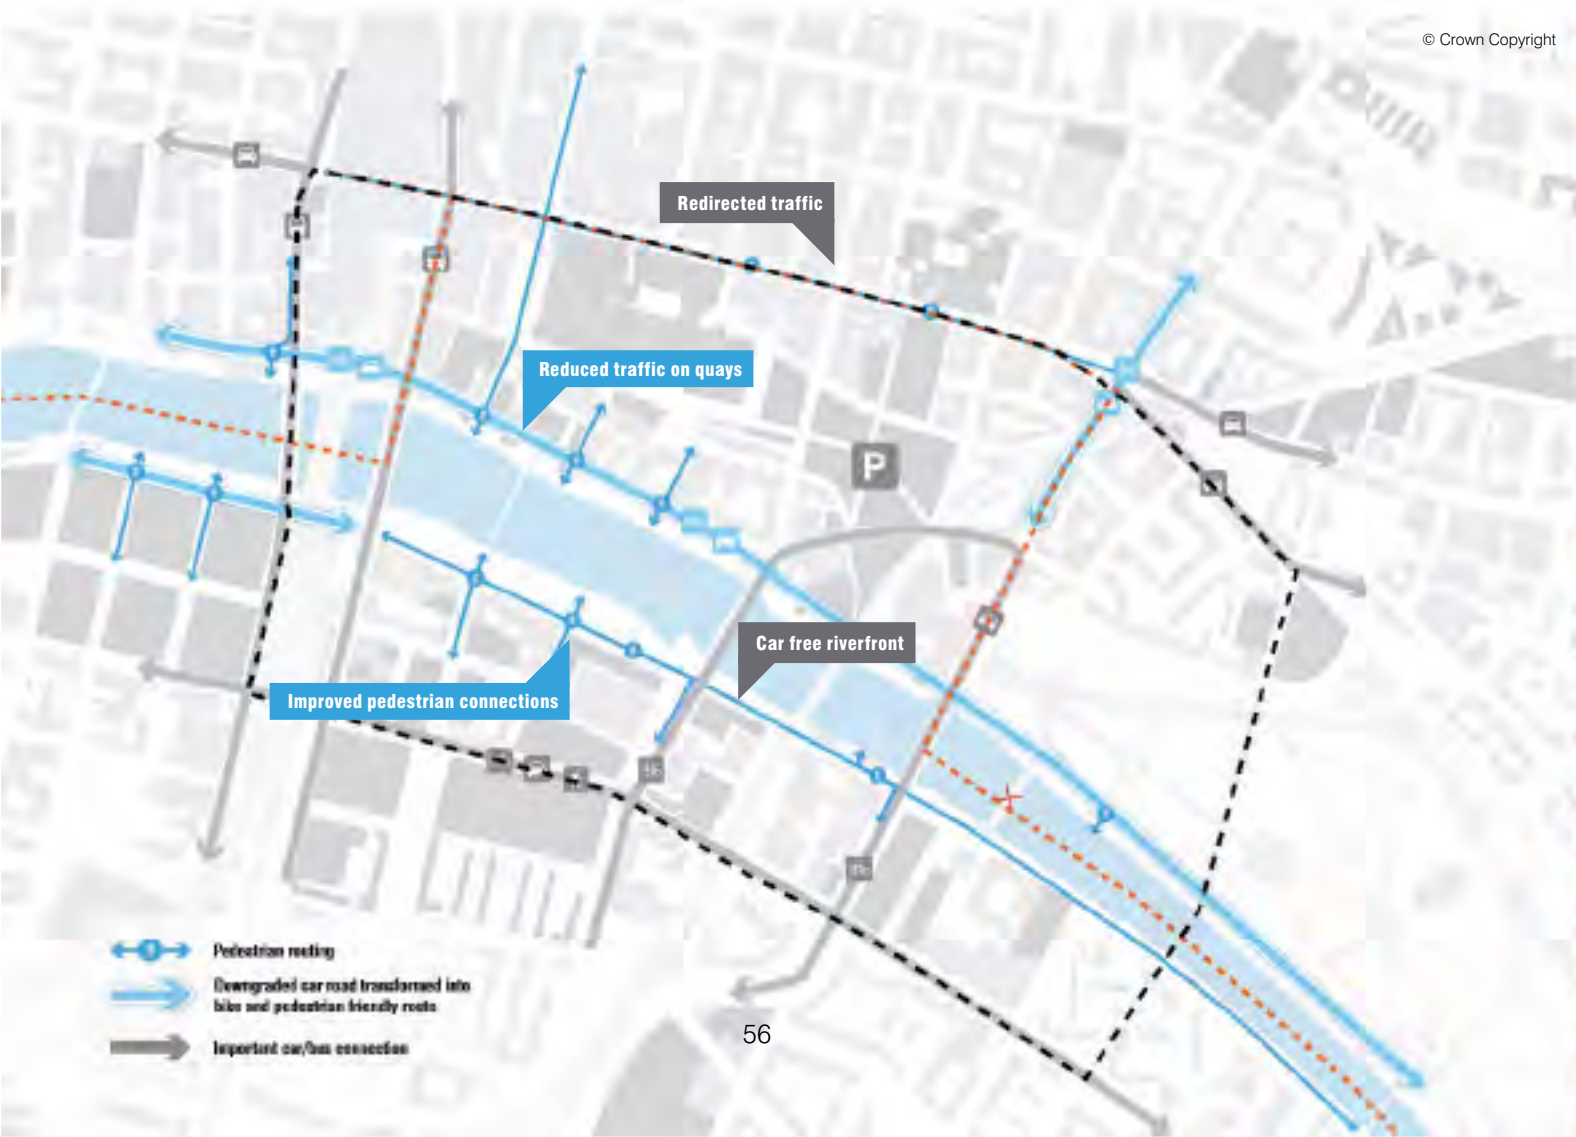 © Crown Copyright
Redirected traffic
Reduced traffic on quays
P
Car free riverfront
Improved pedestrian connections
Pedestrian routing
Downgraded car road transformed into
bike and pedestrian friendly route
Important car/bus connection
56